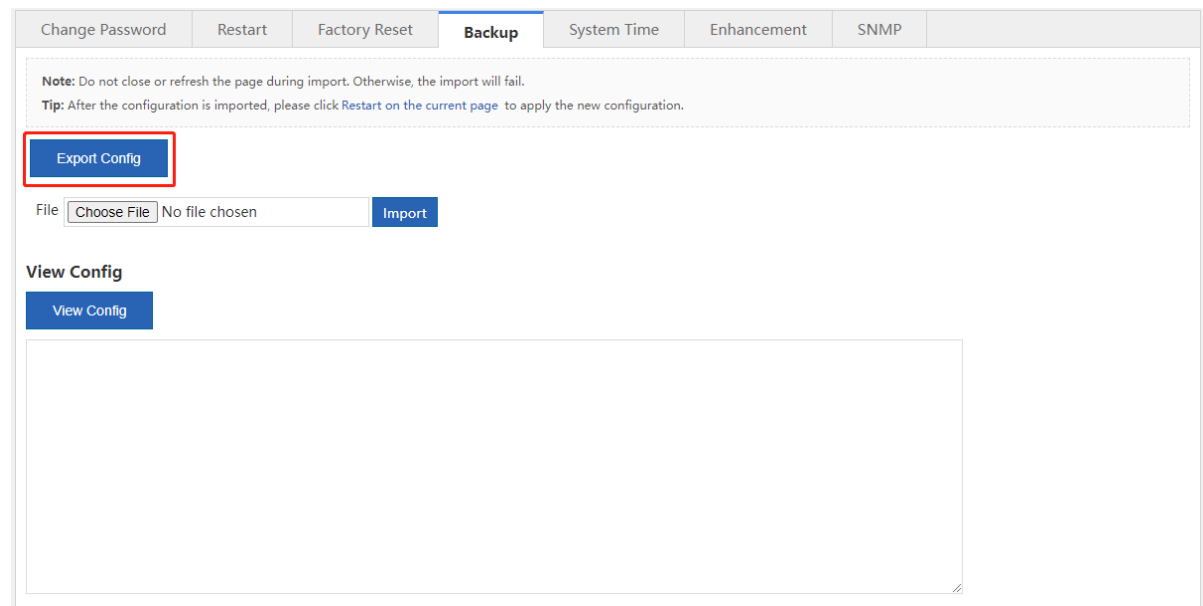 Change Password Restart Factory Reset Backup System Time Enhancement SNMP
Note: Do not close or refresh the page during import. Otherwise, the import will fail.
Tip: After the configuration is imported, please click Restart on the current page to apply the new configuration.
Export Config
File Choose File No file chosen Import
View Config
View Config